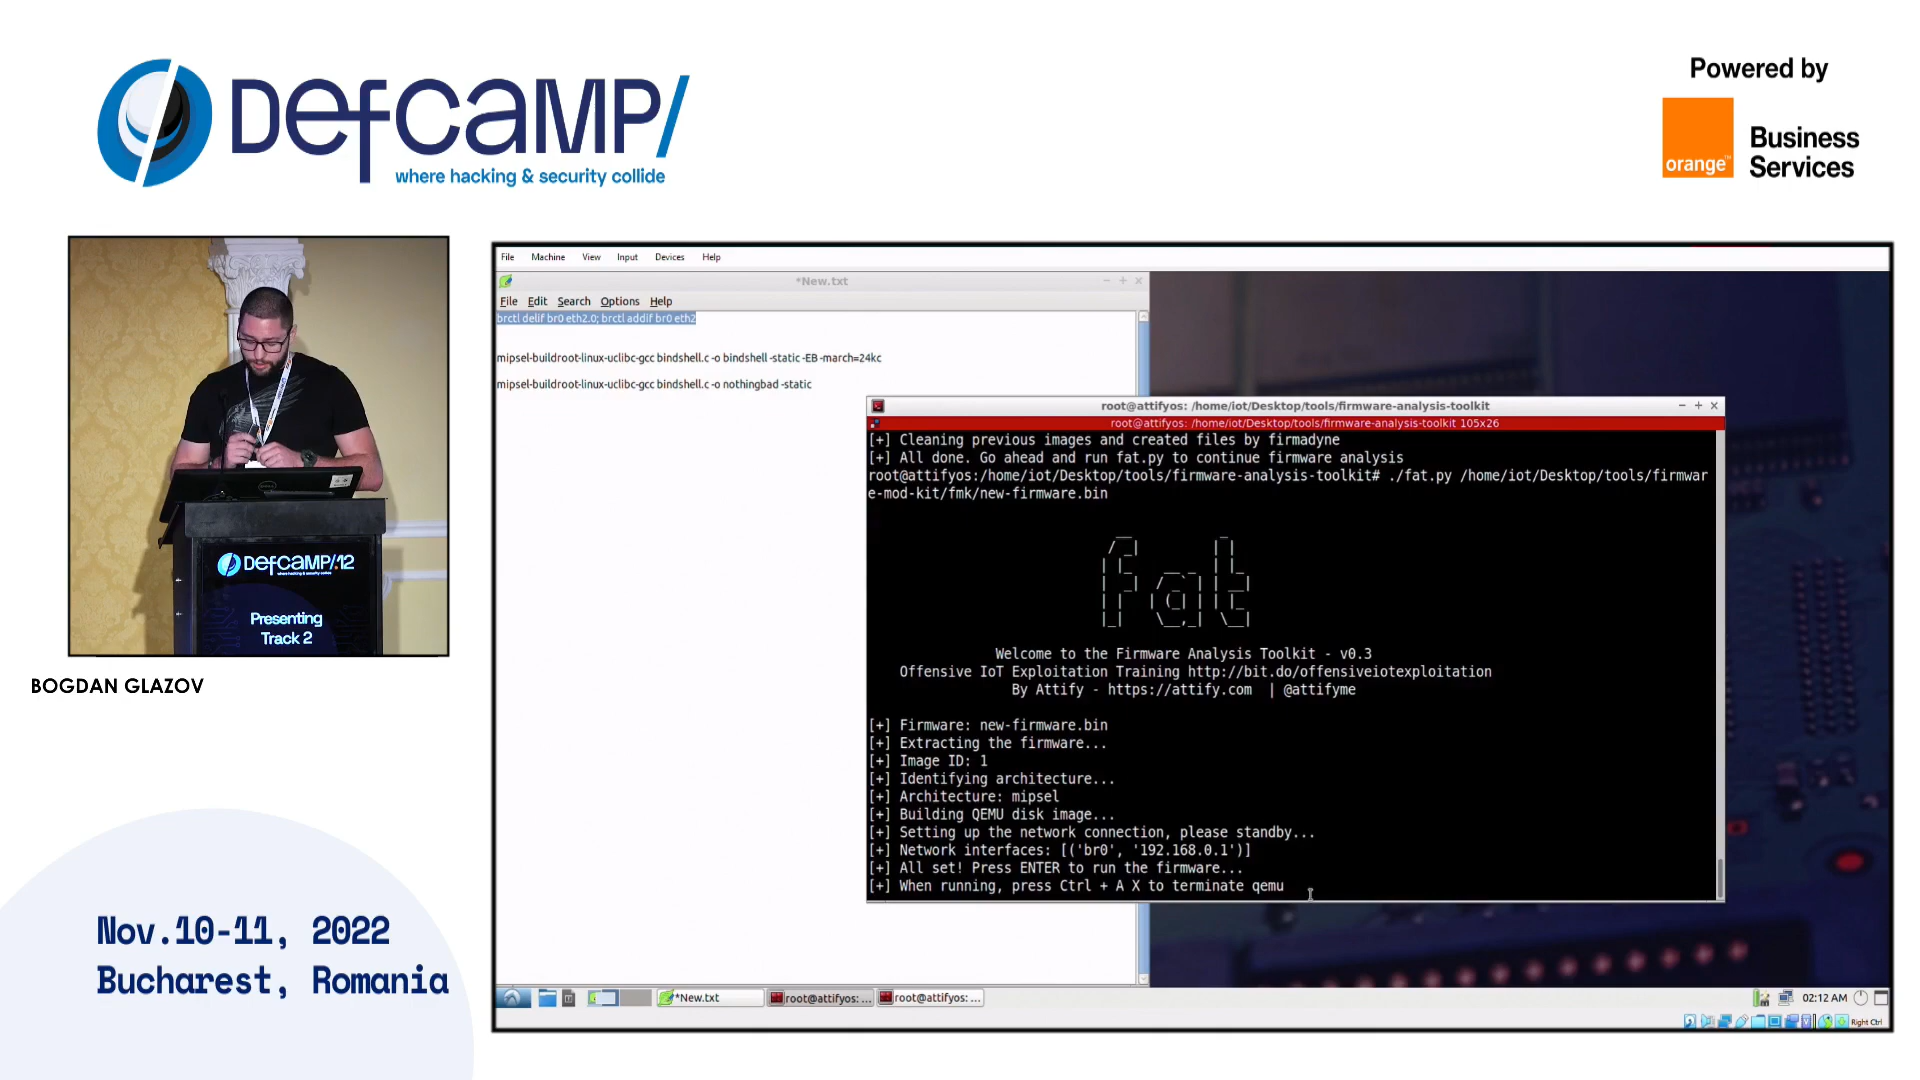 DefCamp/
where hacking & security collide
Powered by
orange™
Business
Services
DefCamp/.12
where hacking & security collide
Presenting
Track 2
BOGDAN GLAZOV
Nov.10-11, 2022
Bucharest, Romania
File Machine View Input Devices Help
*New.txt
File Edit Search Options Help
brctl delif br0 eth2.0; brctl addif br0 eth2
mipsel-buildroot-linux-uclibc-gcc bindshell.c -o bindshell -static -EB -march=24kc
mipsel-buildroot-linux-uclibc-gcc bindshell.c -o nothingbad -static
root@attifyos: /home/iot/Desktop/tools/firmware-analysis-toolkit
root@attifyos: /home/iot/Desktop/tools/firmware-analysis-toolkit 105x26
[+] Cleaning previous images and created files by firmadyne
[+] All done. Go ahead and run fat.py to continue firmware analysis
root@attifyos:/home/iot/Desktop/tools/firmware-analysis-toolkit# ./fat.py /home/iot/Desktop/tools/firmwar
e-mod-kit/fmk/new-firmware.bin
fat
Welcome to the Firmware Analysis Toolkit - v0.3
Offensive IoT Exploitation Training http://bit.do/offensiveiotexploitation
By Attify - https://attify.com | @attifyme
[+] Firmware: new-firmware.bin
[+] Extracting the firmware...
[+] Image ID: 1
[+] Identifying architecture...
[+] Architecture: mipsel
[+] Building QEMU disk image...
[+] Setting up the network connection, please standby...
[+] Network interfaces: [('br0', '192.168.0.1')]
[+] All set! Press ENTER to run the firmware...
[+] When running, press Ctrl + A X to terminate qemu
*New.txt
root@attifyos: ...
root@attifyos: ...
02:12 AM
Right Ctrl